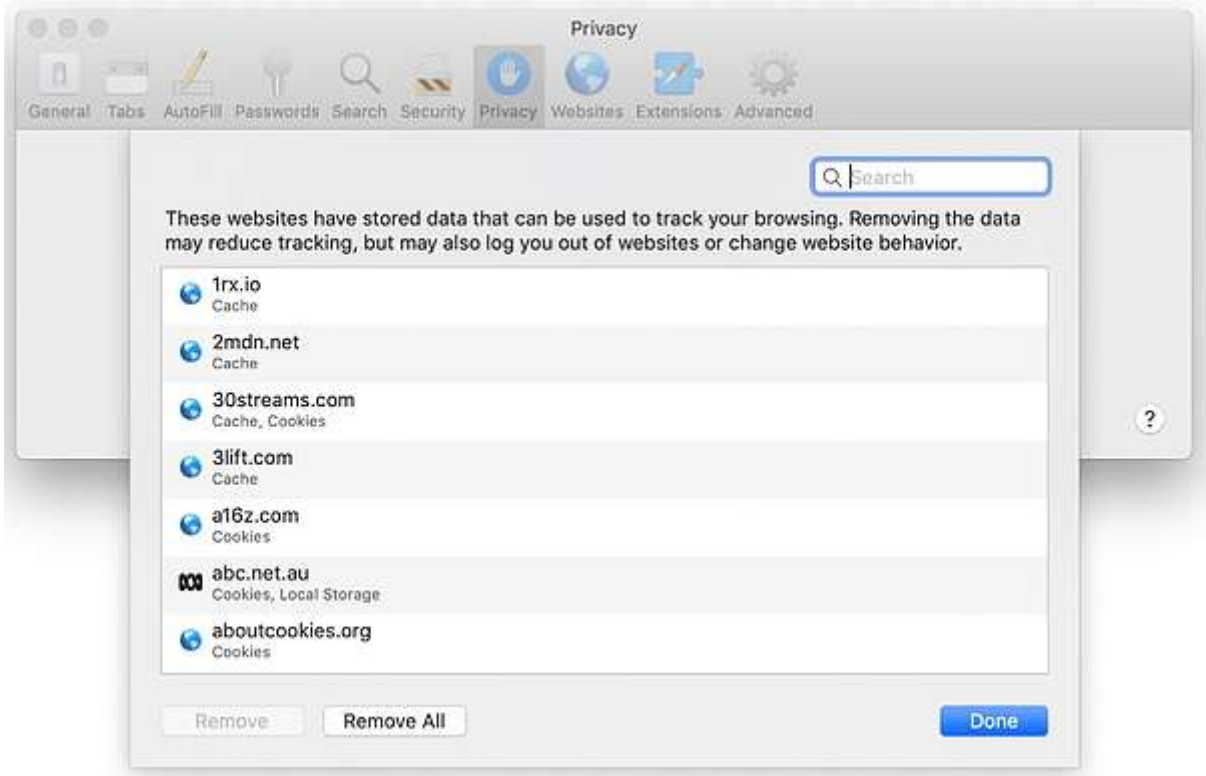 Privacy
General Tabs AutoFill Passwords Search Security Privacy Websites Extensions Advanced
Search
These websites have stored data that can be used to track your browsing. Removing the data
may reduce tracking, but may also log you out of websites or change website behavior.
1rx.io
Cache
2mdn.net
Cache
30streams.com
Cache, Cookies
?
3lift.com
Cache
a16z.com
Cookies
abc.net.au
Cookies, Local Storage
aboutcookies.org
Cookies
Remove Remove All Done